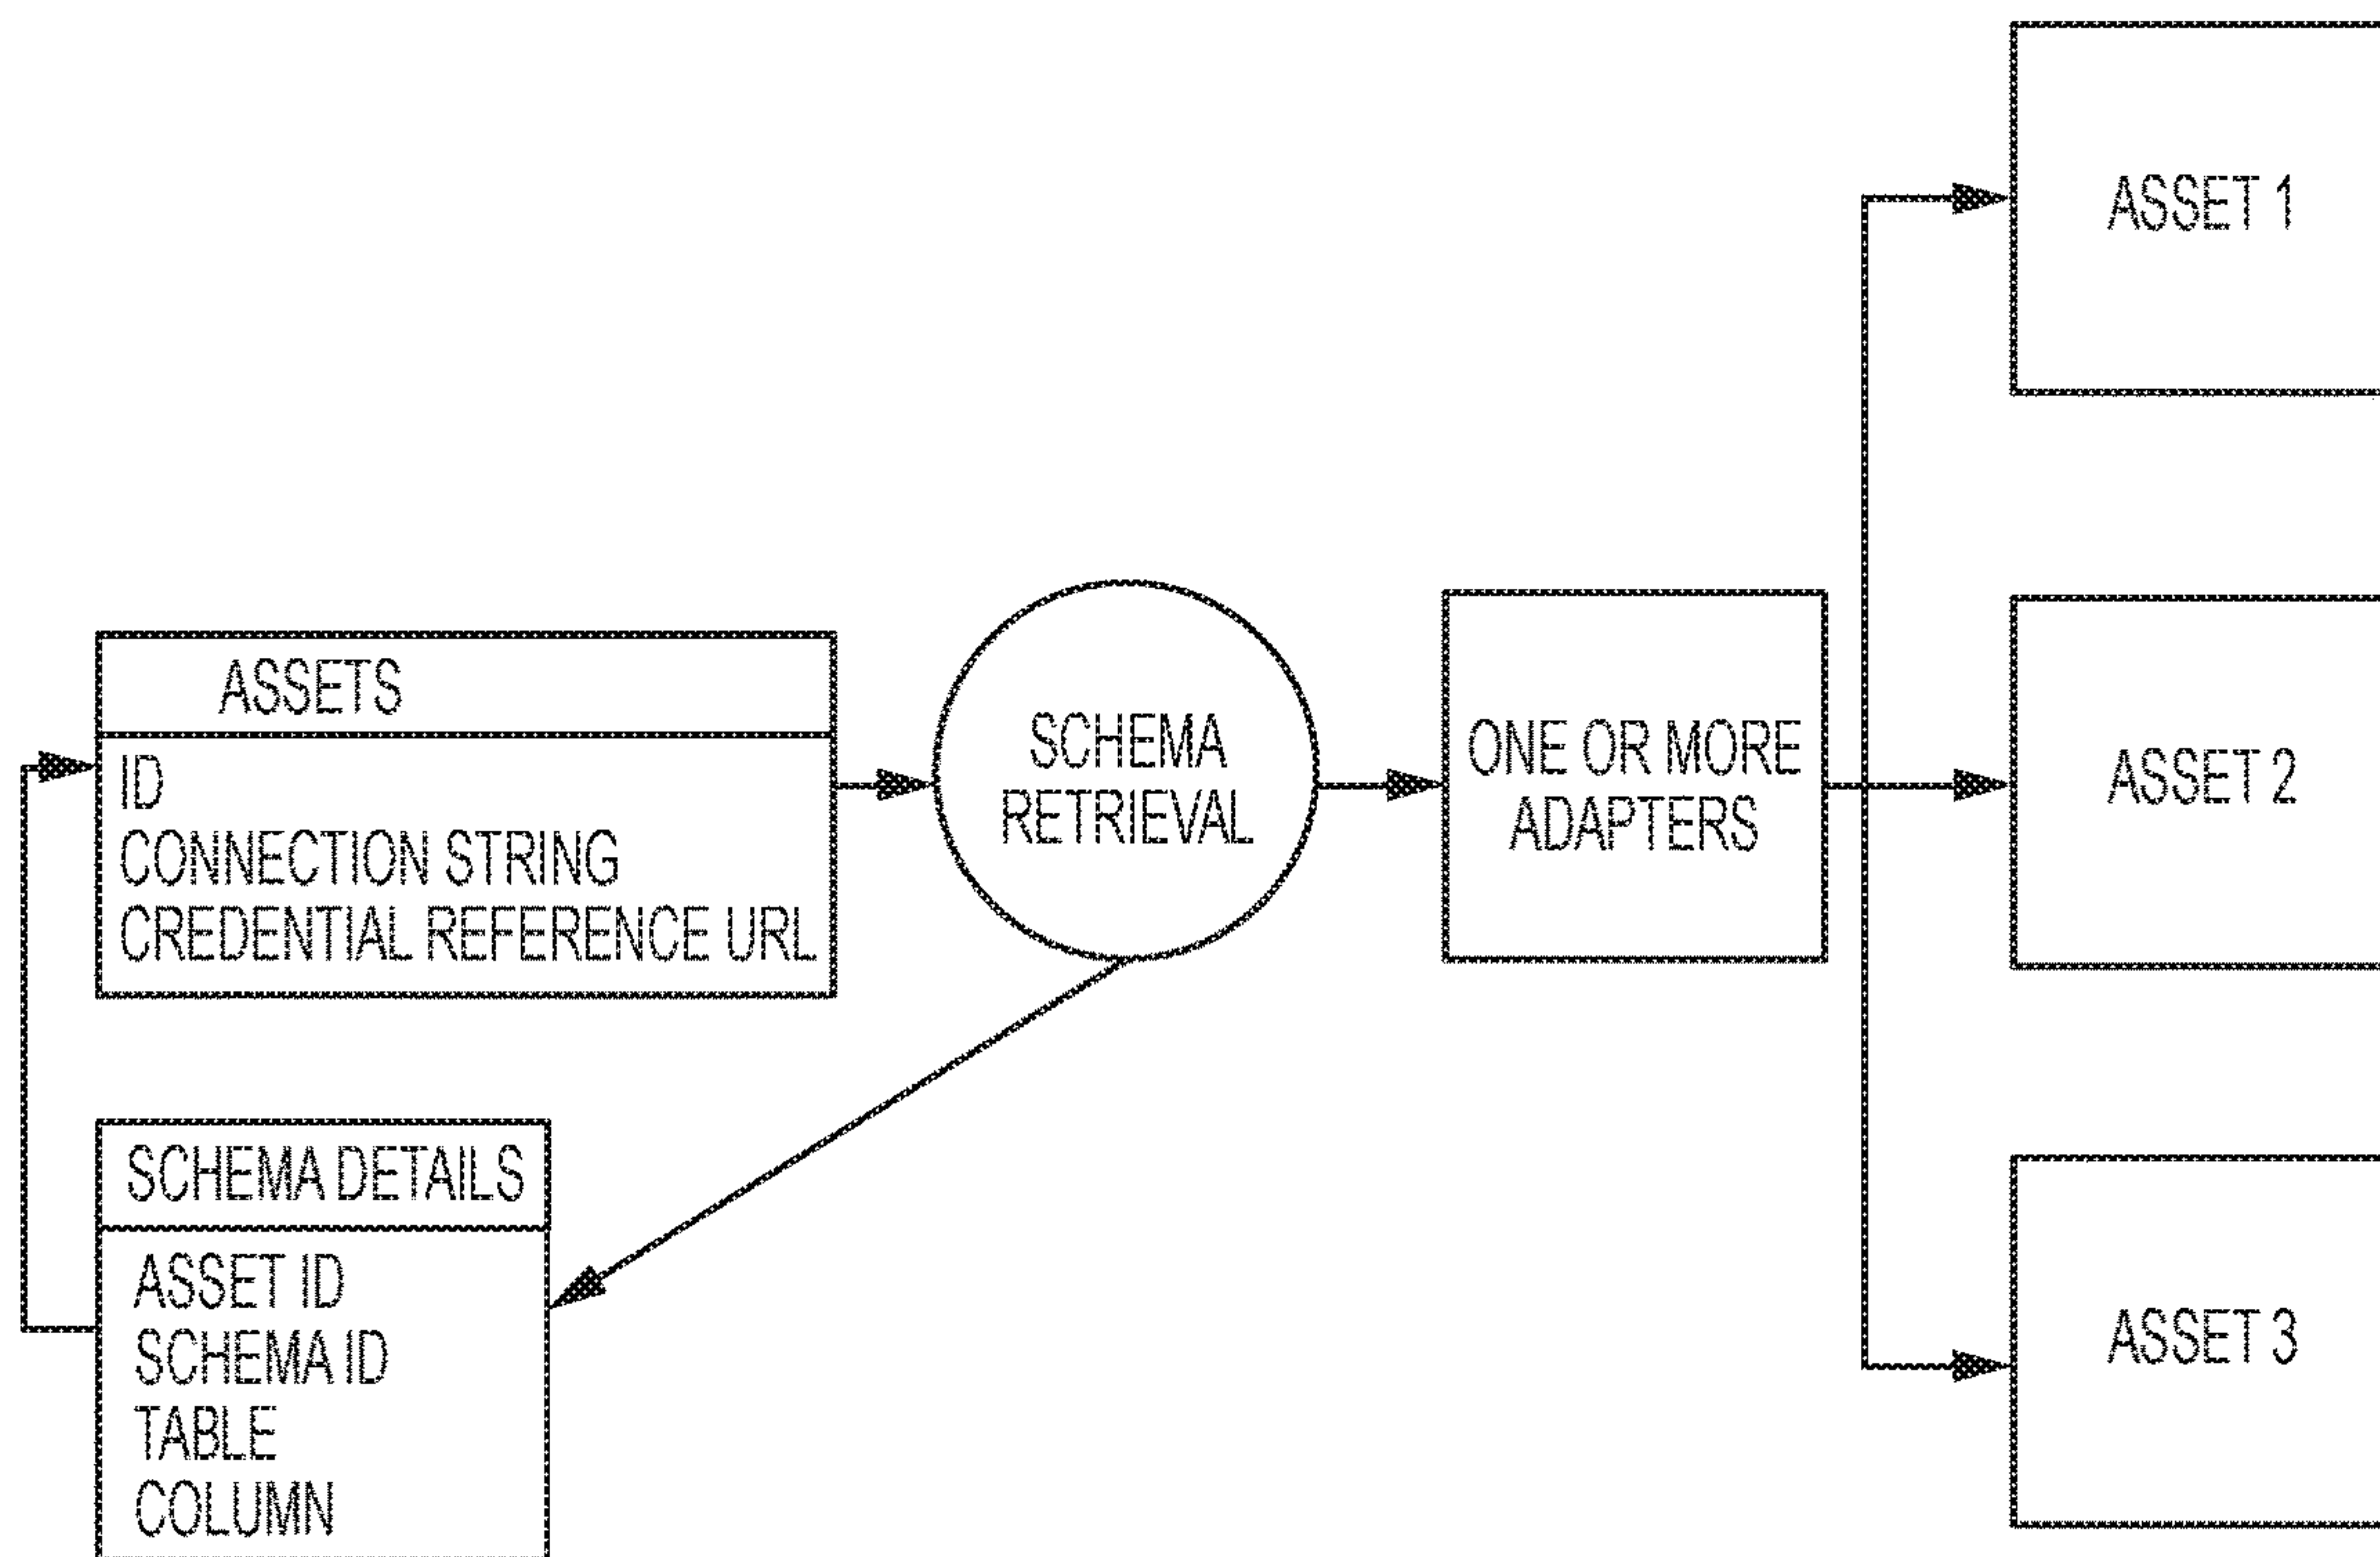 ASSETS
ID
CONNECTION STRING
CREDENTIAL REFERENCE URL
SCHEMA DETAILS
ASSET ID
SCHEMA ID
TABLE
COLUMN
SCHEMA
RETRIEVAL
ONE OR MORE
ADAPTERS
ASSET 1
ASSET 2
ASSET 3